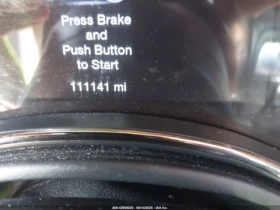 Press Brake
and
Push Button
to Start
111141 mi